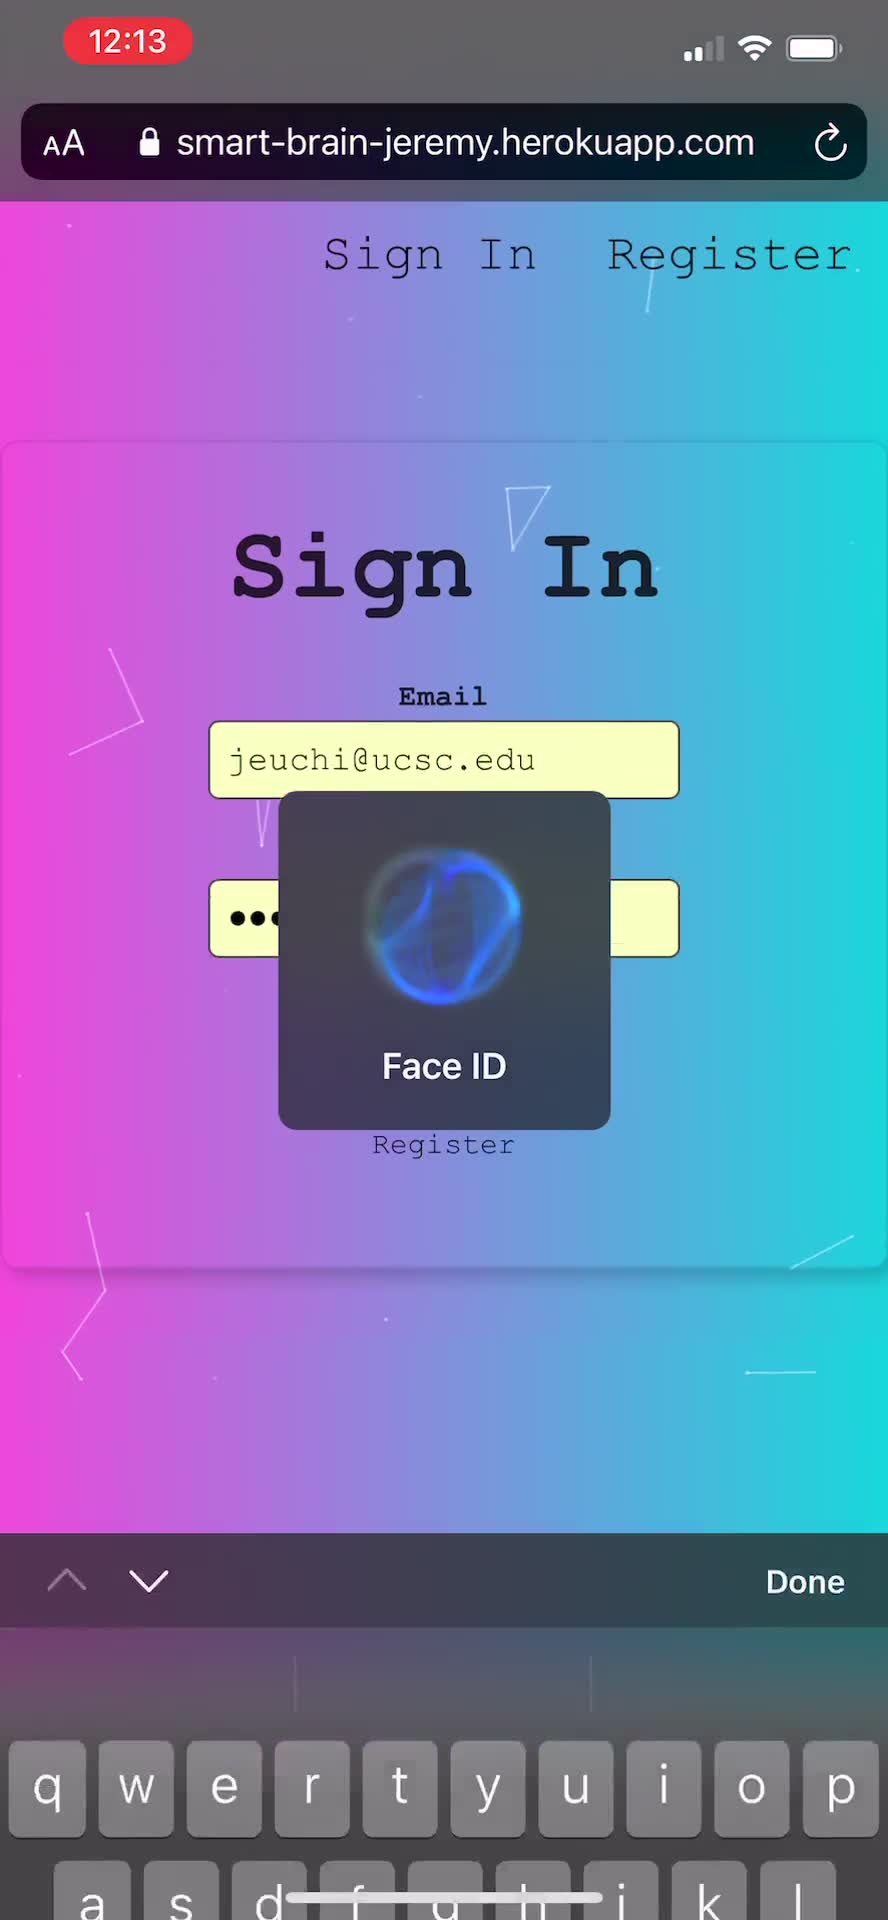 12:13
AA smart-brain-jeremy.herokuapp.com
Sign In Register
Sign In
Email
jeuchi@ucsc.edu
Face ID
Register
Done
q w e r t y u i o p
a s d f g h j k l